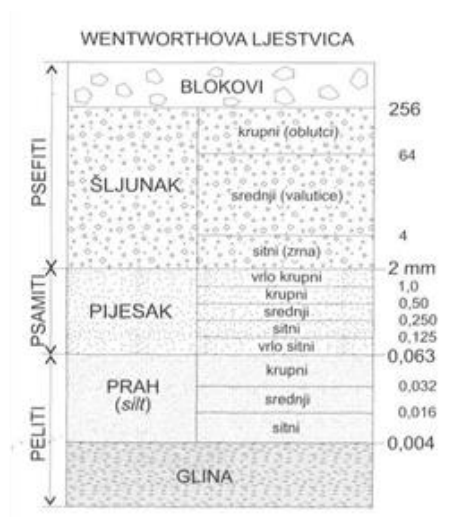 WENTWORTHOVA LJESTVICA
PSEFITI
BLOKOVI
256
ŠLJUNAK
krupni (oblutci)
64
srednji (valutice)
4
sitni (zrna)
2 mm
PSAMITI
PIJESAK
vrlo krupni
1,0
krupni
0,50
srednji
0,250
sitni
0,125
vrlo sitni
0,063
PELITI
PRAH
(silt)
krupni
0,032
srednji
0,016
sitni
0,004
GLINA